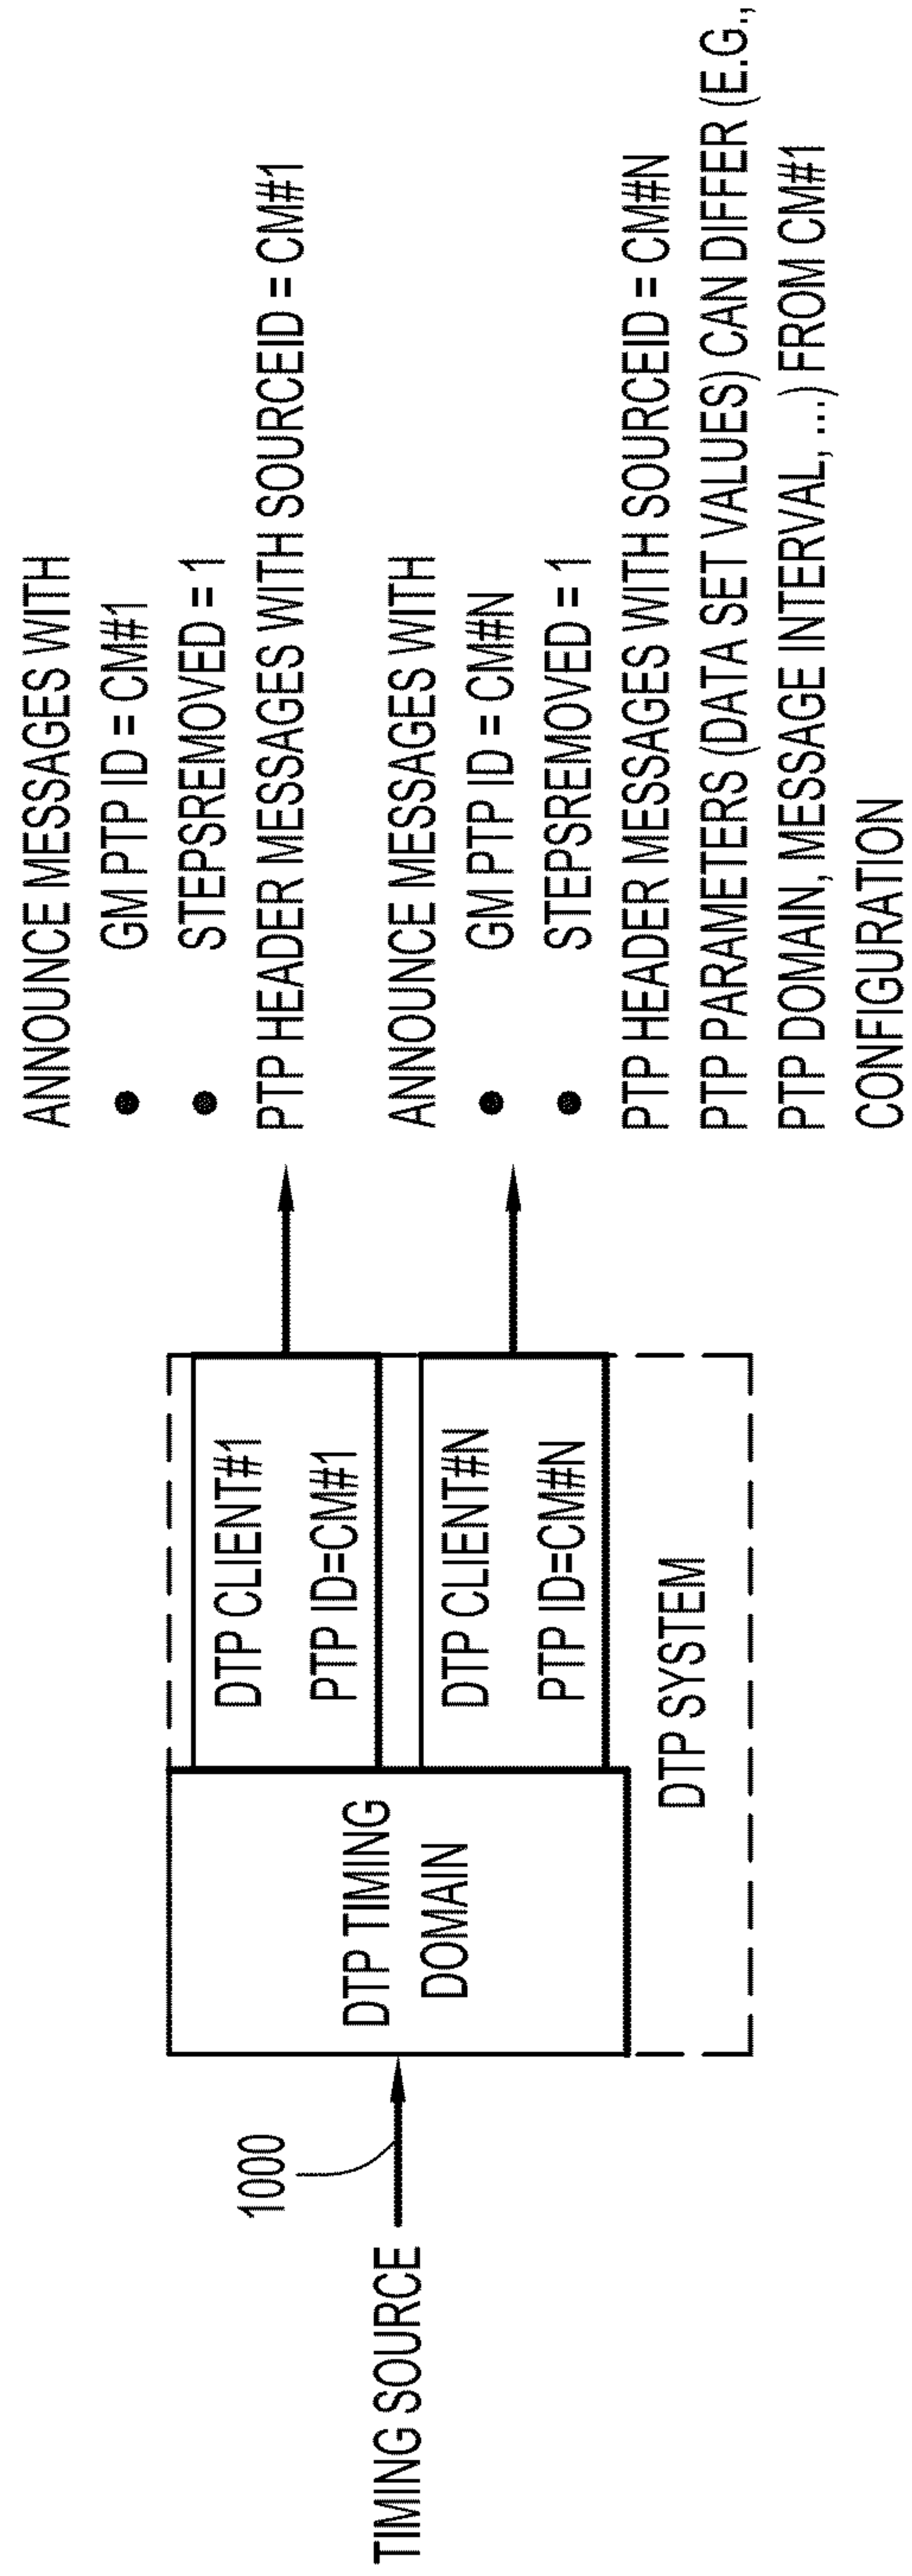 TIMING SOURCE
1000
DTP TIMING
DOMAIN
DTP CLIENT#1
PTP ID=CM#1
DTP CLIENT#N
PTP ID=CM#N
DTP SYSTEM
ANNOUNCE MESSAGES WITH
• GM PTP ID = CM#1
• STEPSREMOVED = 1
PTP HEADER MESSAGES WITH SOURCEID = CM#1
ANNOUNCE MESSAGES WITH
• GM PTP ID = CM#N
• STEPSREMOVED = 1
PTP HEADER MESSAGES WITH SOURCEID = CM#N
PTP PARAMETERS (DATA SET VALUES) CAN DIFFER (E.G.,
PTP DOMAIN, MESSAGE INTERVAL, ...) FROM CM#1
CONFIGURATION